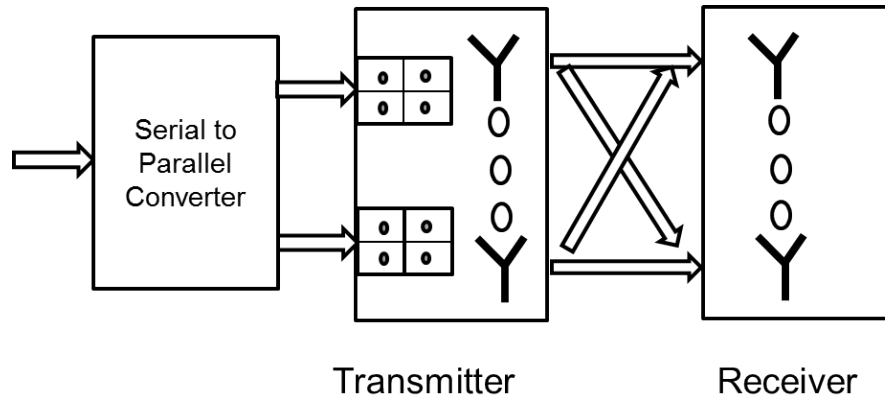 Serial to
Parallel
Converter
Transmitter
Receiver